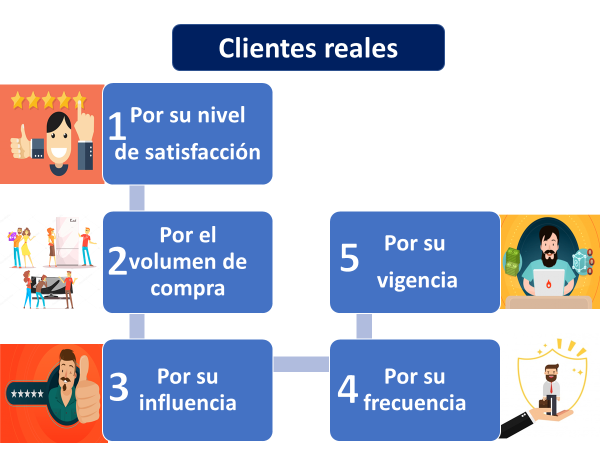 Clientes reales
1
Por su nivel
de satisfacción
2
Por el
volumen de
compra
3
Por su
influencia
4
Por su
frecuencia
5
Por su
vigencia